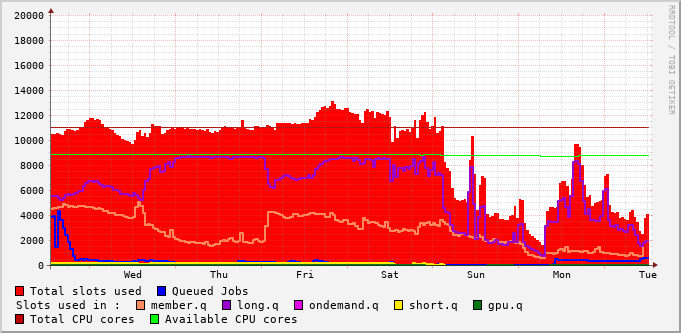 20000
18000
16000
14000
12000
10000
8000
6000
4000
2000
0
Wed Thu Fri Sat Sun Mon Tue
RRDTOOL / TOBI OETIKER
Total slots used Queued Jobs
Slots used in : member.q long.q ondemand.q short.q gpu.q
Total CPU cores Available CPU cores